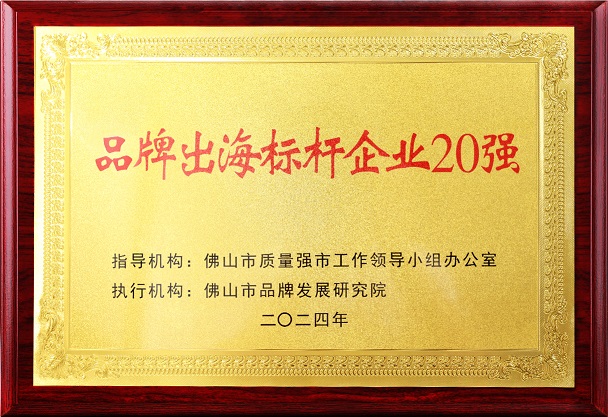 品牌出海标杆企业20强
指导机构：佛山市质量强市工作领导小组办公室
执行机构：佛山市品牌发展研究院
二〇二四年